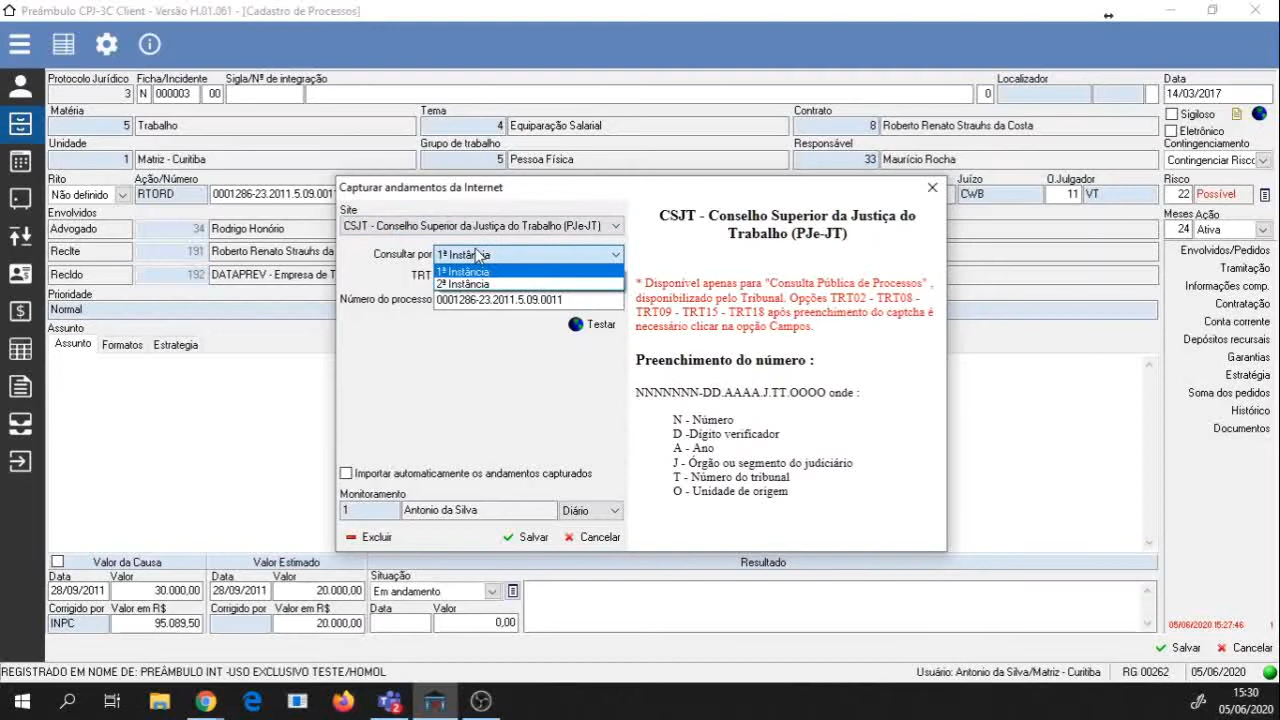 Preâmbulo CPJ-3C Client - Versão H.01.061 - [Cadastro de Processos]
Protocolo Jurídico Ficha/Incidente Sigla/Nº de integração Localizador Data
3 N 000003 00 0 14/03/2017
Matéria Tema Contrato Sigiloso
5 Trabalho 4 Equiparação Salarial 8 Roberto Renato Strauhs da Costa Eletrônico
Unidade Grupo de trabalho Responsável Contingenciamento
1 Matriz - Curitiba 5 Pessoa Física 33 Maurício Rocha Contingenciar Risco
Rito Ação/Número Juízo O.Julgador Risco
Não definido RTORD 0001286-23.2011.5.09.001 CWB 11 VT 22 Possível
Envolvidos Meses Ação
Advogado 34 Rodrigo Honório 24 Ativa
Reclte 191 Roberto Renato Strauhs da
Recldo 192 DATAPREV - Empresa de T
Prioridade
Normal
Assunto
Assunto Formatos Estrategia
Capturar andamentos da Internet
Site
CSJT - Conselho Superior da Justiça do Trabalho (PJe-JT)
Consultar por 1ª Instância
1ª Instância
2ª Instância
TRT
Número do processo 0001286-23.2011.5.09.0011
Testar
Importar automaticamente os andamentos capturados
Monitoramento
1 Antonio da Silva Diário
Excluir Salvar Cancelar
CSJT - Conselho Superior da Justiça do
Trabalho (PJe-JT)
* Disponível apenas para "Consulta Pública de Processos" ,
disponibilizado pelo Tribunal. Opções TRT02 - TRT08 -
TRT09 - TRT15 - TRT18 após preenchimento do captcha é
necessário clicar na opção Campos.
Preenchimento do número :
NNNNNNN-DD.AAAA.J.TT.OOOO onde :
N - Número
D -Dígito verificador
A - Ano
J - Órgão ou segmento do judiciário
T - Número do tribunal
O - Unidade de origem
Envolvidos/Pedidos
Tramitação
Informações comp.
Contratação
Conta corrente
Depósitos recursais
Garantias
Estratégia
Soma dos pedidos
Histórico
Documentos
Valor da Causa Valor Estimado Resultado
Data Valor Data Valor Situação
28/09/2011 30.000,00 28/09/2011 20.000,00 Em andamento
Corrigido por Valor em R$ Corrigido por Valor em R$ Data Valor
INPC 95.089,50 20.000,00 0,00
05/06/2020 15:27:46 1
Salvar Cancelar
REGISTRADO EM NOME DE: PREÂMBULO INT -USO EXCLUSIVO TESTE/HOMOL Usuário: Antonio da Silva/Matriz - Curitiba RG 00262 05/06/2020
2
15:30
05/06/2020